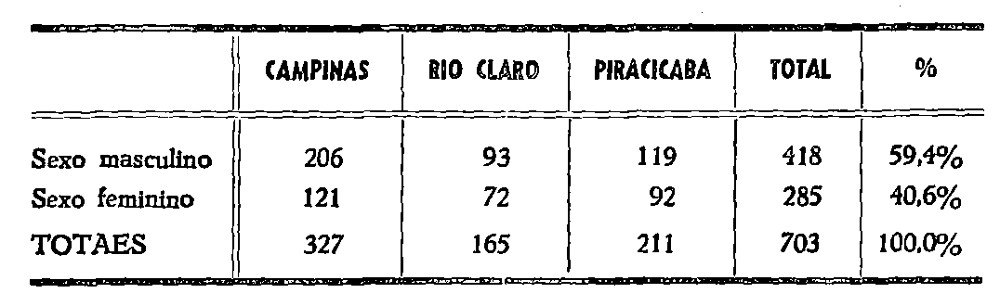 CAMPINAS RIO CLARO PIRACICABA TOTAL %
Sexo masculino 206 93 119 418 59,4%
Sexo feminino 121 72 92 285 40,6%
TOTAES 327 165 211 703 100,0%